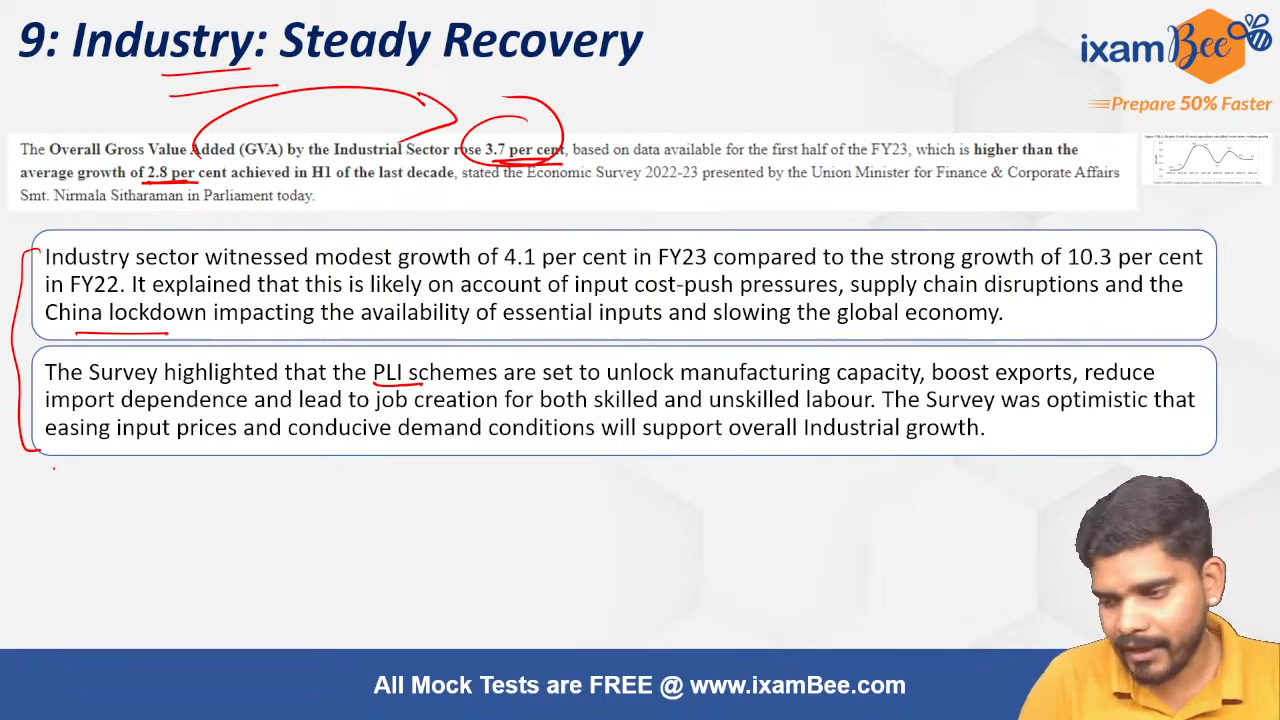 9: Industry: Steady Recovery
ixamBee
Prepare 50% Faster
The Overall Gross Value Added (GVA) by the Industrial Sector rose 3.7 per cent, based on data available for the first half of the FY23, which is higher than the
average growth of 2.8 per cent achieved in H1 of the last decade, stated the Economic Survey 2022-23 presented by the Union Minister for Finance & Corporate Affairs
Smt. Nirmala Sitharaman in Parliament today.
Industry sector witnessed modest growth of 4.1 per cent in FY23 compared to the strong growth of 10.3 per cent
in FY22. It explained that this is likely on account of input cost-push pressures, supply chain disruptions and the
China lockdown impacting the availability of essential inputs and slowing the global economy.
The Survey highlighted that the PLI schemes are set to unlock manufacturing capacity, boost exports, reduce
import dependence and lead to job creation for both skilled and unskilled labour. The Survey was optimistic that
easing input prices and conducive demand conditions will support overall Industrial growth.
All Mock Tests are FREE @ www.ixamBee.com